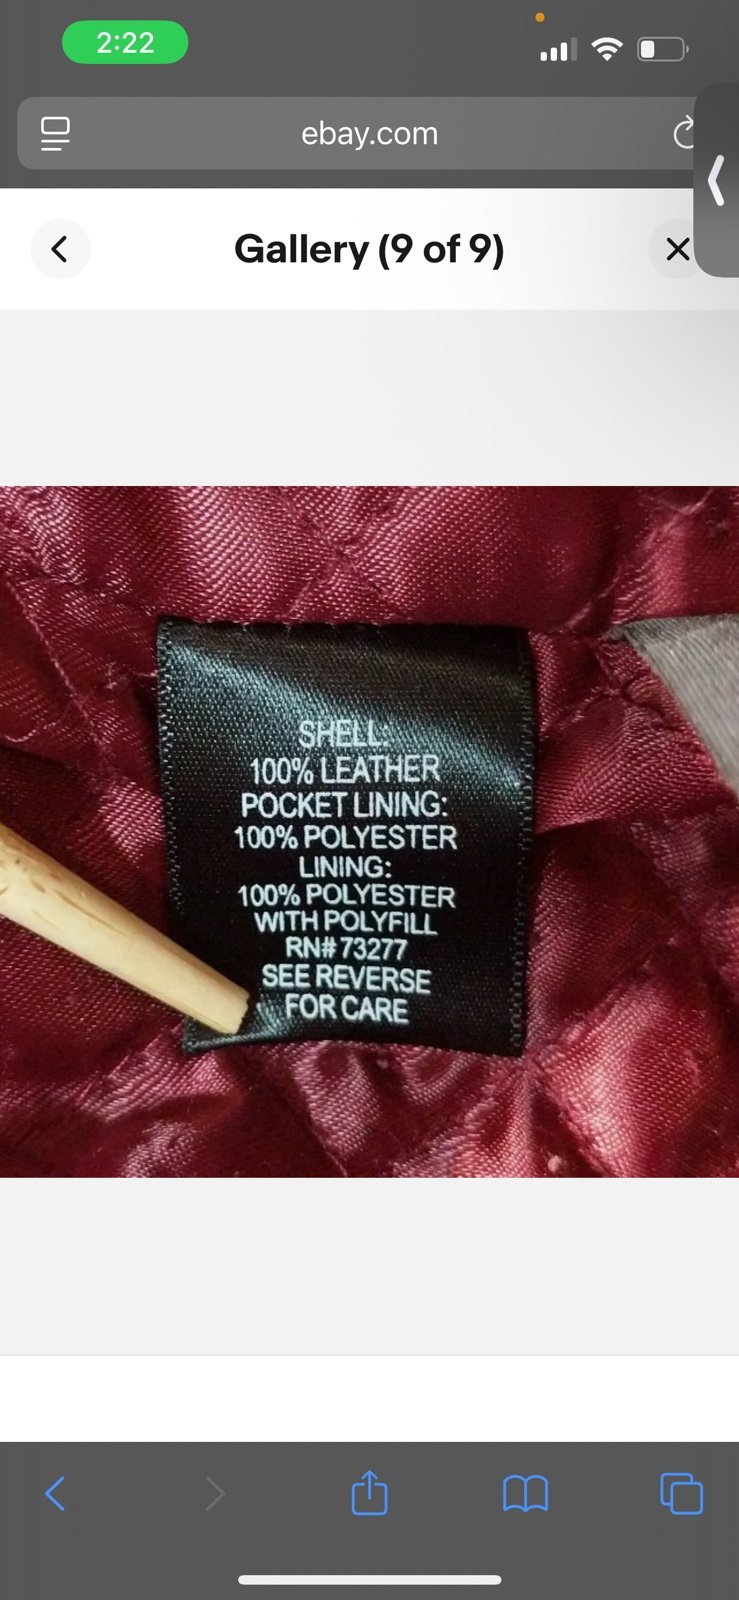 2:22
ebay.com
Gallery (9 of 9)
SHELL:
100% LEATHER
POCKET LINING:
100% POLYESTER
LINING:
100% POLYESTER
WITH POLYFILL
RN# 73277
SEE REVERSE
FOR CARE